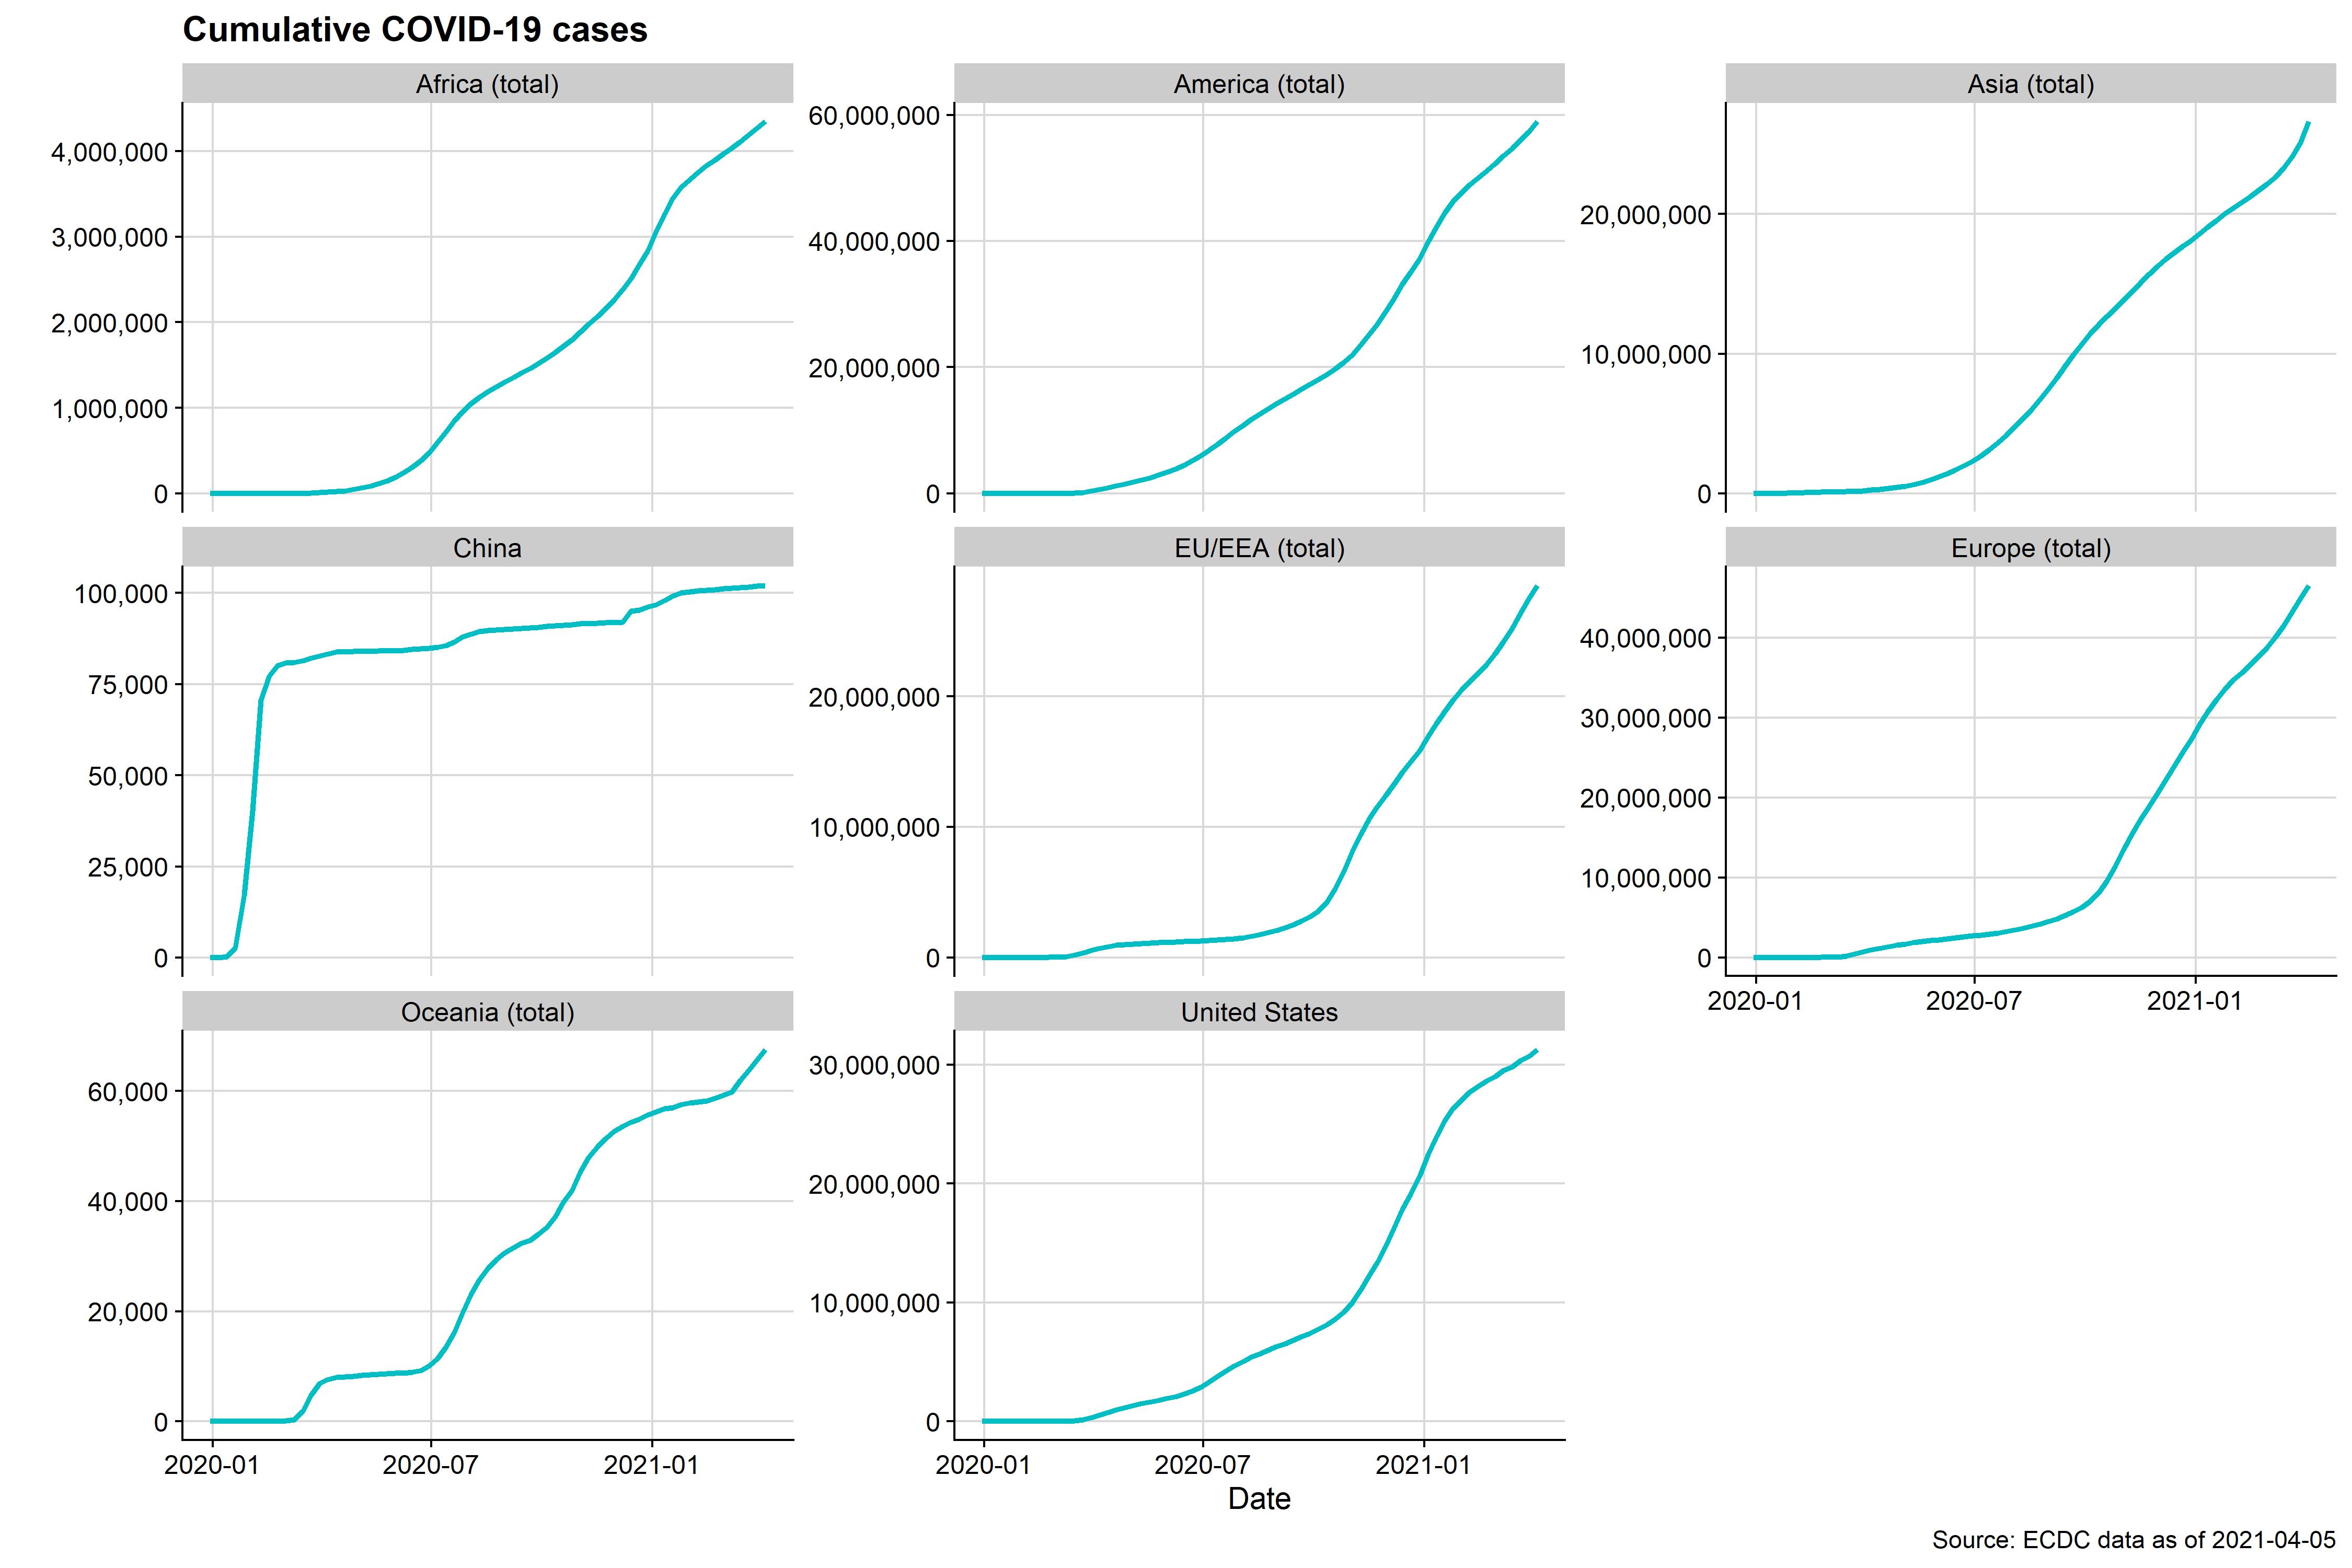 Cumulative COVID-19 cases
Africa (total)
4,000,000
3,000,000
2,000,000
1,000,000
0
America (total)
60,000,000
40,000,000
20,000,000
0
Asia (total)
20,000,000
10,000,000
0
China
100,000
75,000
50,000
25,000
0
EU/EEA (total)
20,000,000
10,000,000
0
Europe (total)
40,000,000
30,000,000
20,000,000
10,000,000
0
2020-01 2020-07 2021-01
Oceania (total)
60,000
40,000
20,000
0
2020-01 2020-07 2021-01
United States
30,000,000
20,000,000
10,000,000
0
2020-01 2020-07 2021-01
Date
Source: ECDC data as of 2021-04-05